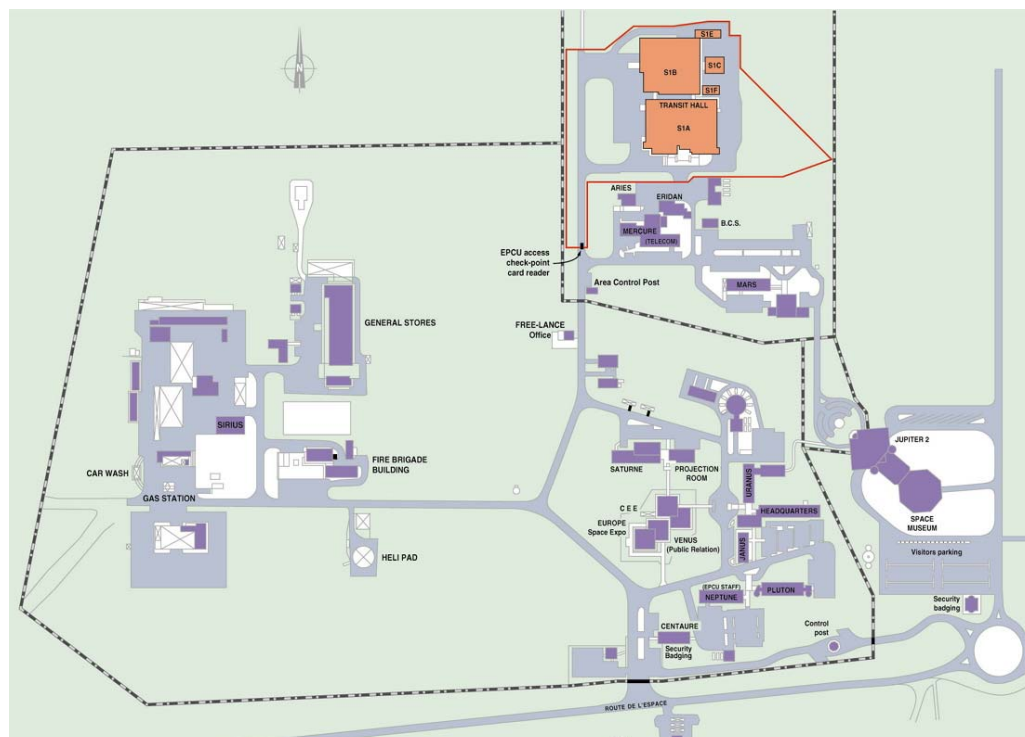 N
S1E
S1B
S1C
S1F
TRANSIT HALL
S1A
ARIES
ERIDAN
MERCURE
(TELECOM)
B.C.S.
EPCU access
check-point
card reader
Area Control Post
MARS
GENERAL STORES
FREE-LANCE
Office
SIRIUS
JUPITER 2
CAR WASH
FIRE BRIGADE
BUILDING
SATURNE
PROJECTION
ROOM
URANUS
GAS STATION
C E E
HEADQUARTERS
SPACE
MUSEUM
EUROPE
Space Expo
VENUS
(Public Relation)
JANUS
Visitors parking
HELI PAD
(EPCU STAFF)
NEPTUNE
PLUTON
Security
badging
CENTAURE
Security
Badging
Control
post
ROUTE DE L'ESPACE